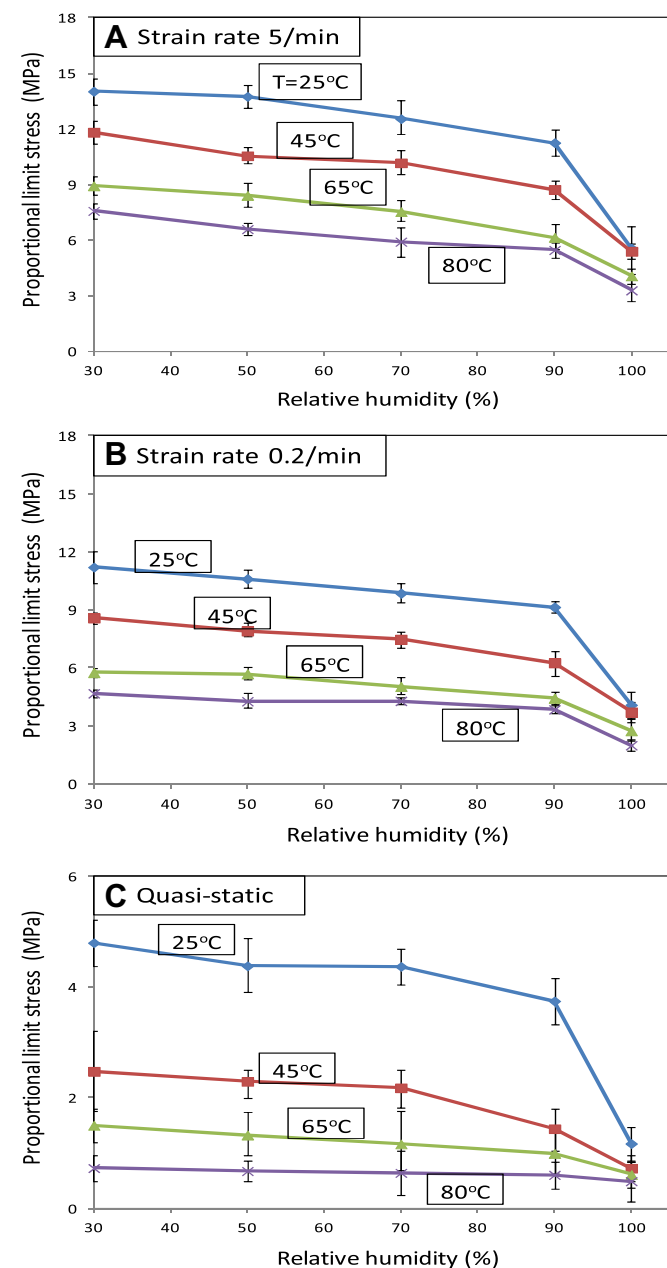 A Strain rate 5/min
Proportional limit stress (MPa)
18
15
12
9
6
3
0
T=25°C
45°C
65°C
80°C
30 40 50 60 70 80 90 100
Relative humidity (%)
B Strain rate 0.2/min
Proportional limit stress (MPa)
18
15
12
9
6
3
0
25°C
45°C
65°C
80°C
30 40 50 60 70 80 90 100
Relative humidity (%)
C Quasi-static
Proportional limit stress (MPa)
6
4
2
0
25°C
45°C
65°C
80°C
30 40 50 60 70 80 90 100
Relative humidity (%)